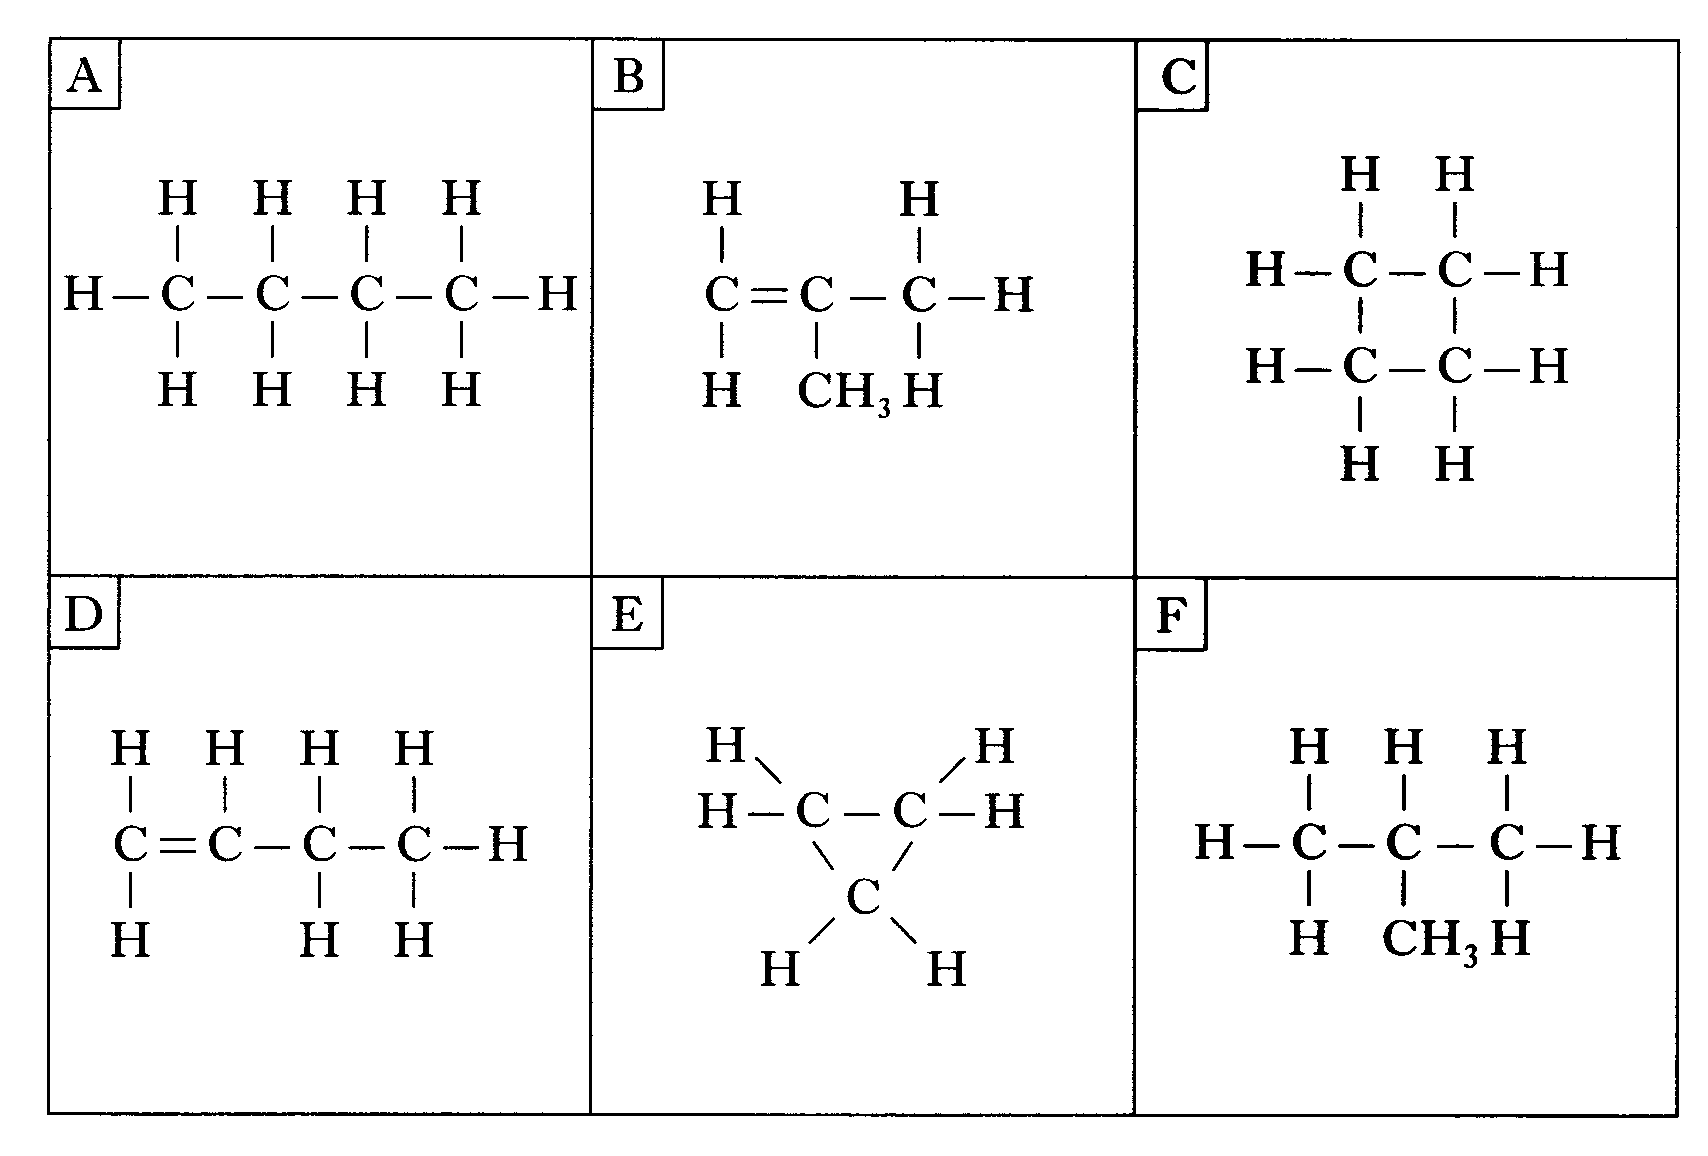 A
H H H H
H—C—C—C—C—H
H H H H
B
H H
C=C—C—H
H CH₃ H
C
H H
H—C—C—H
H—C—C—H
H H
D
H H H H
C=C—C—C—H
H H H
E
H H
H—C—C—H
C
H H
F
H H H
H—C—C—C—H
H CH₃ H